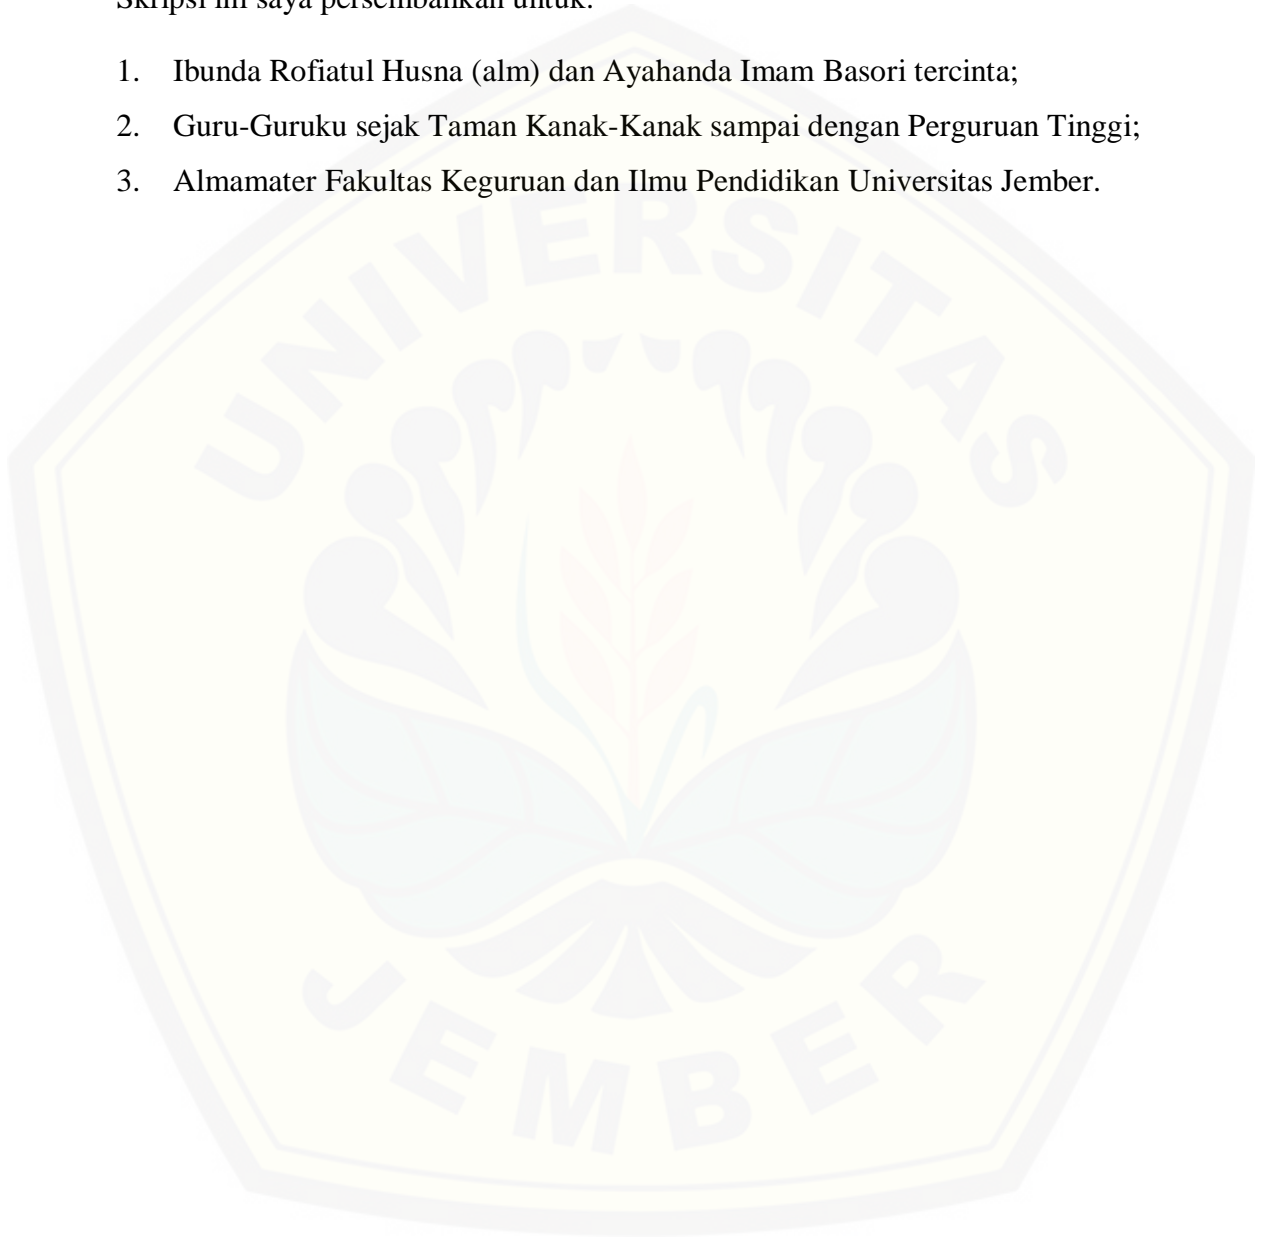 Skripsi ini saya persembahkan untuk:
1. Ibunda Rofiatul Husna (alm) dan Ayahanda Imam Basori tercinta;
2. Guru-Guruku sejak Taman Kanak-Kanak sampai dengan Perguruan Tinggi;
3. Almamater Fakultas Keguruan dan Ilmu Pendidikan Universitas Jember.
UNIVERSITAS
JEMBER